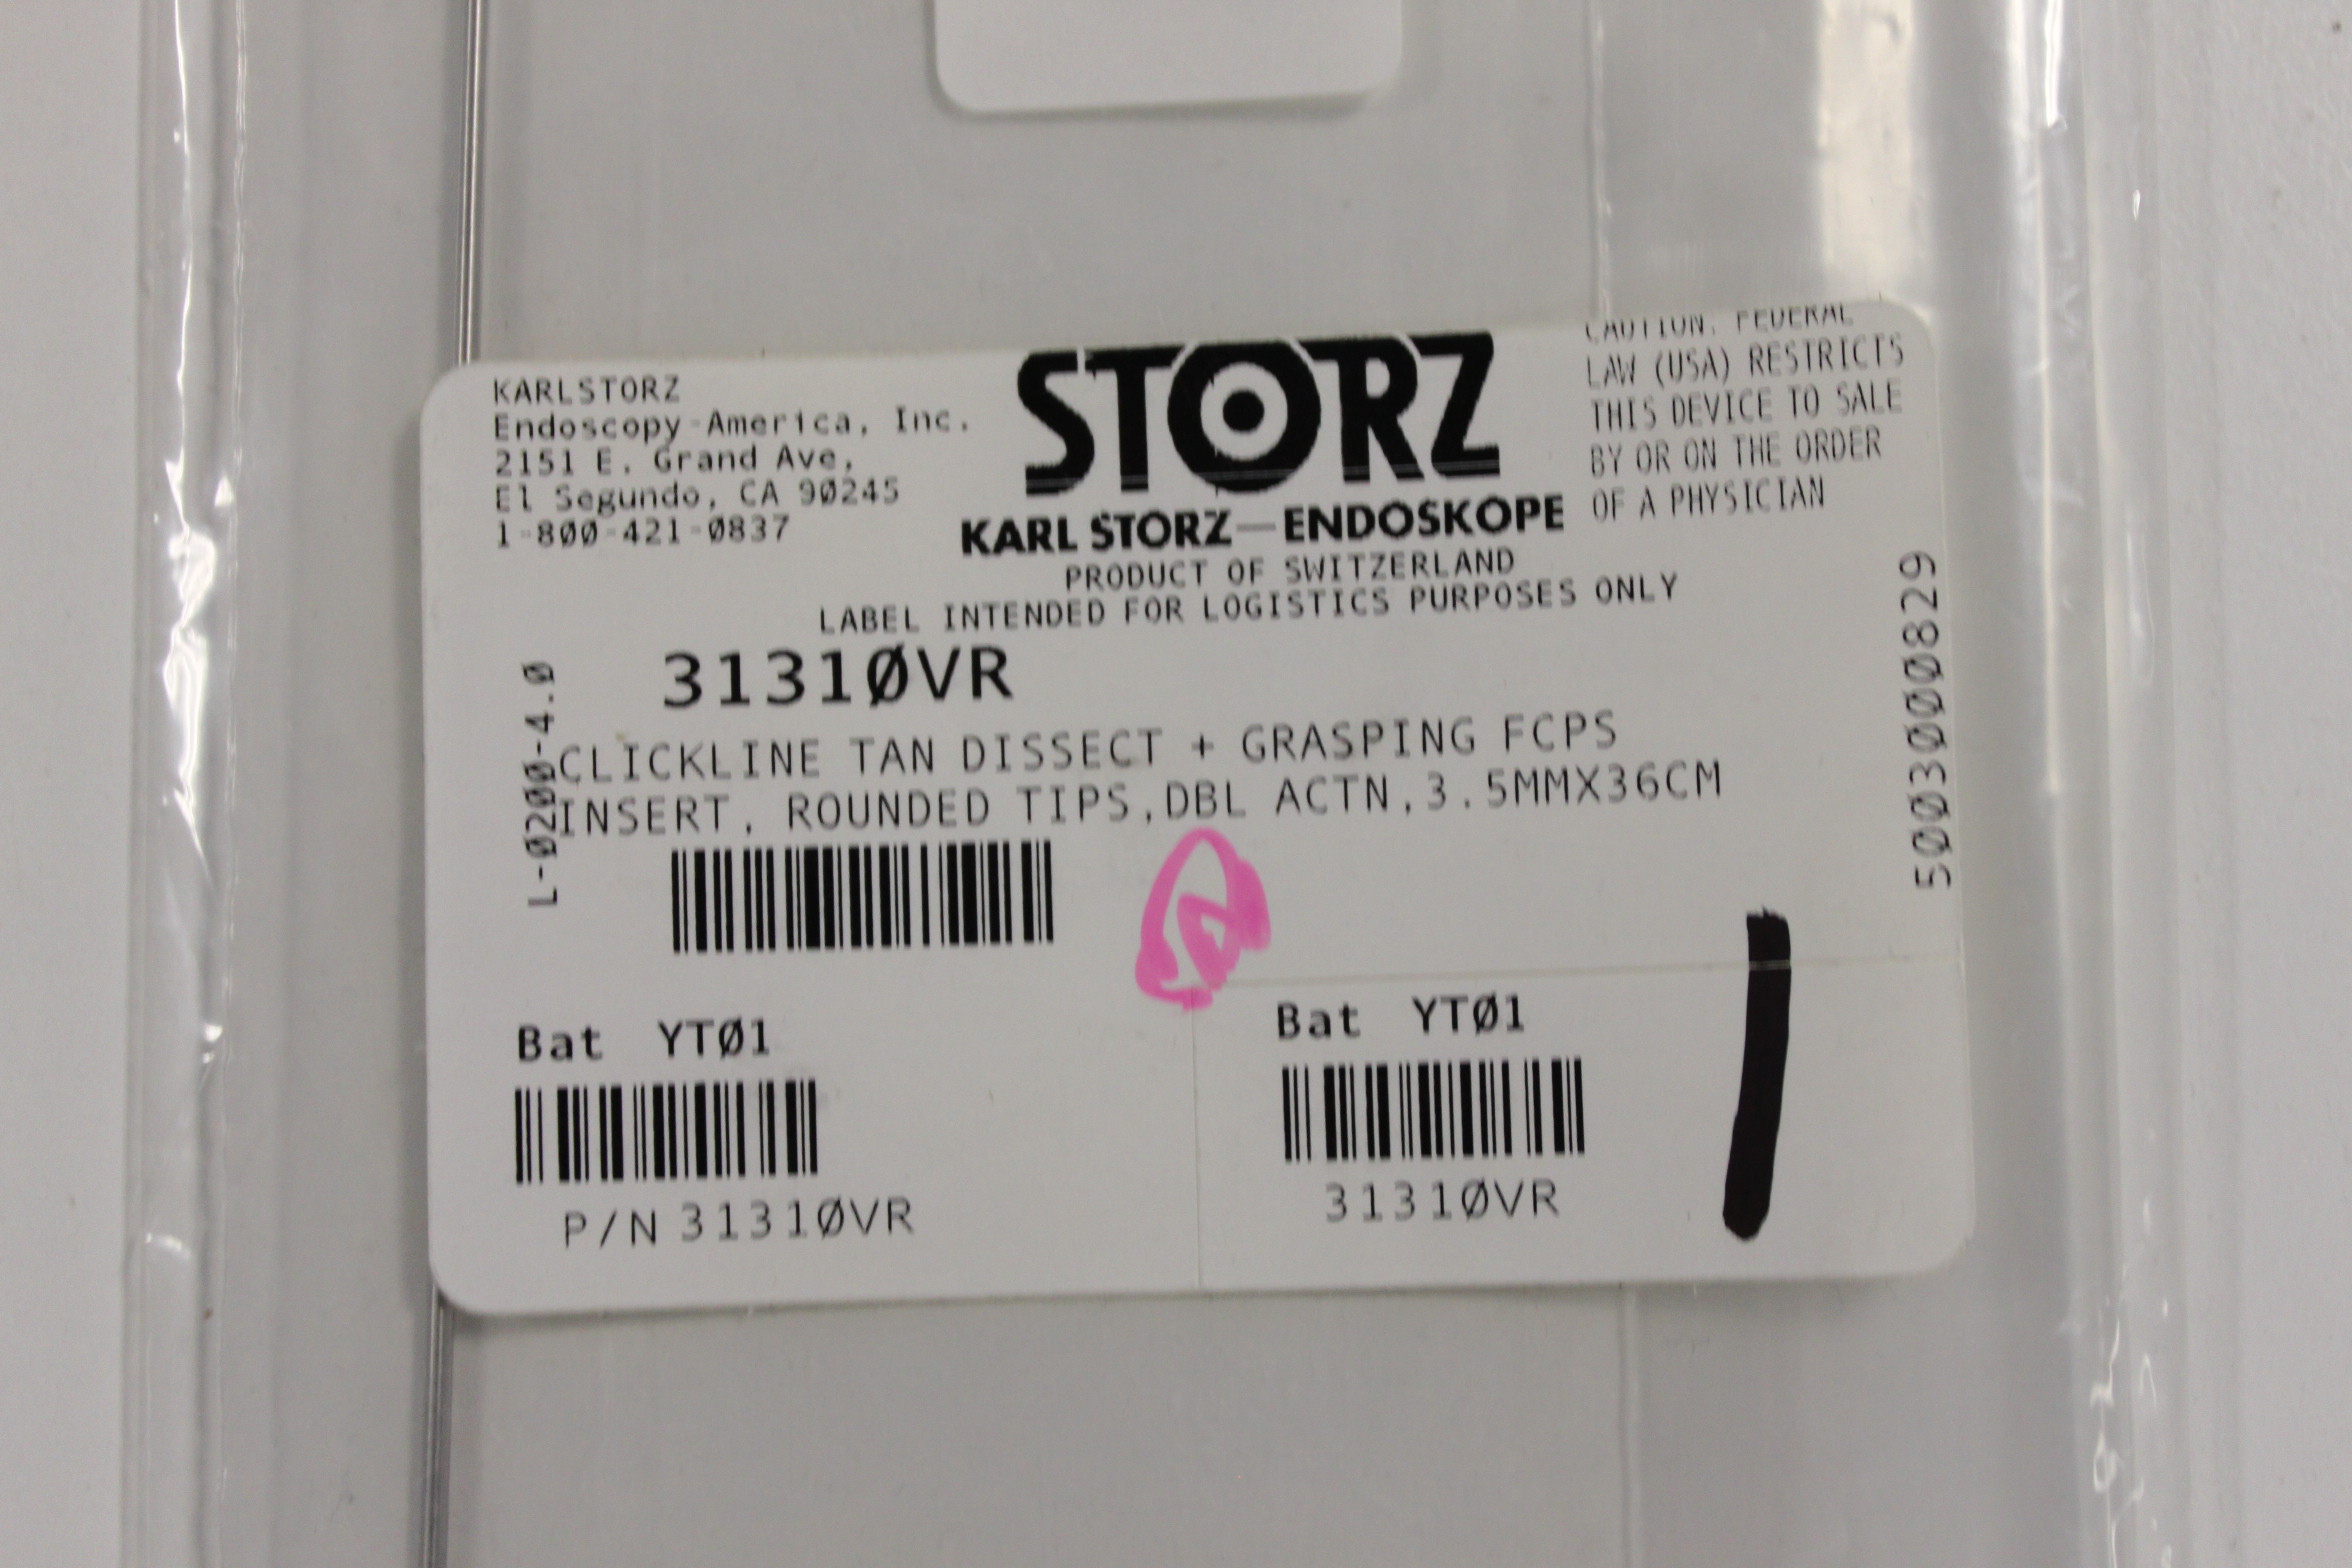 KARLSTORZ
Endoscopy-America, Inc.
2151 E. Grand Ave,
El Segundo, CA 90245
1-800-421-0837
STORZ
KARL STORZ—ENDOSKOPE
PRODUCT OF SWITZERLAND
LABEL INTENDED FOR LOGISTICS PURPOSES ONLY
CAUTION: FEDERAL
LAW (USA) RESTRICTS
THIS DEVICE TO SALE
BY OR ON THE ORDER
OF A PHYSICIAN
5003000829
L-0200-4.0
31310VR
CLICKLINE TAN DISSECT + GRASPING FCPS
INSERT, ROUNDED TIPS,DBL ACTN,3.5MMX36CM
Bat YT01
P/N 31310VR
Bat YT01
31310VR